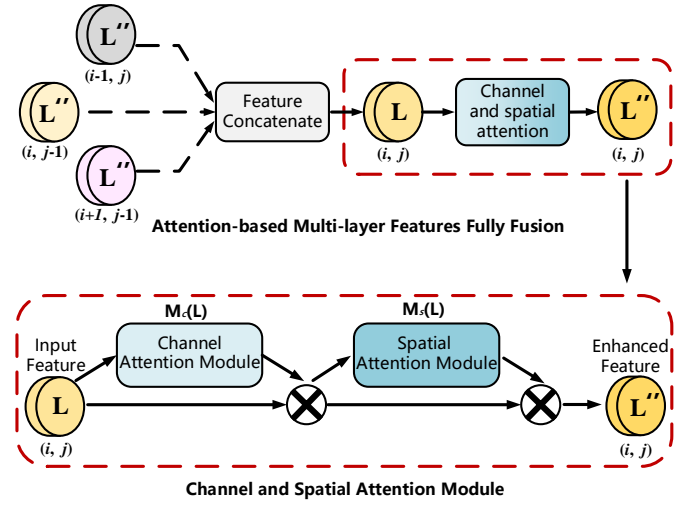 L′′
(i-1, j)
L′′
(i, j-1)
L′′
(i+1, j-1)
Feature
Concatenate
L
(i, j)
Channel
and spatial
attention
L′′
(i, j)
Attention-based Multi-layer Features Fully Fusion
Input
Feature
L
(i, j)
Mc(L)
Channel
Attention Module
Ms(L)
Spatial
Attention Module
Enhanced
Feature
L′′
(i, j)
Channel and Spatial Attention Module